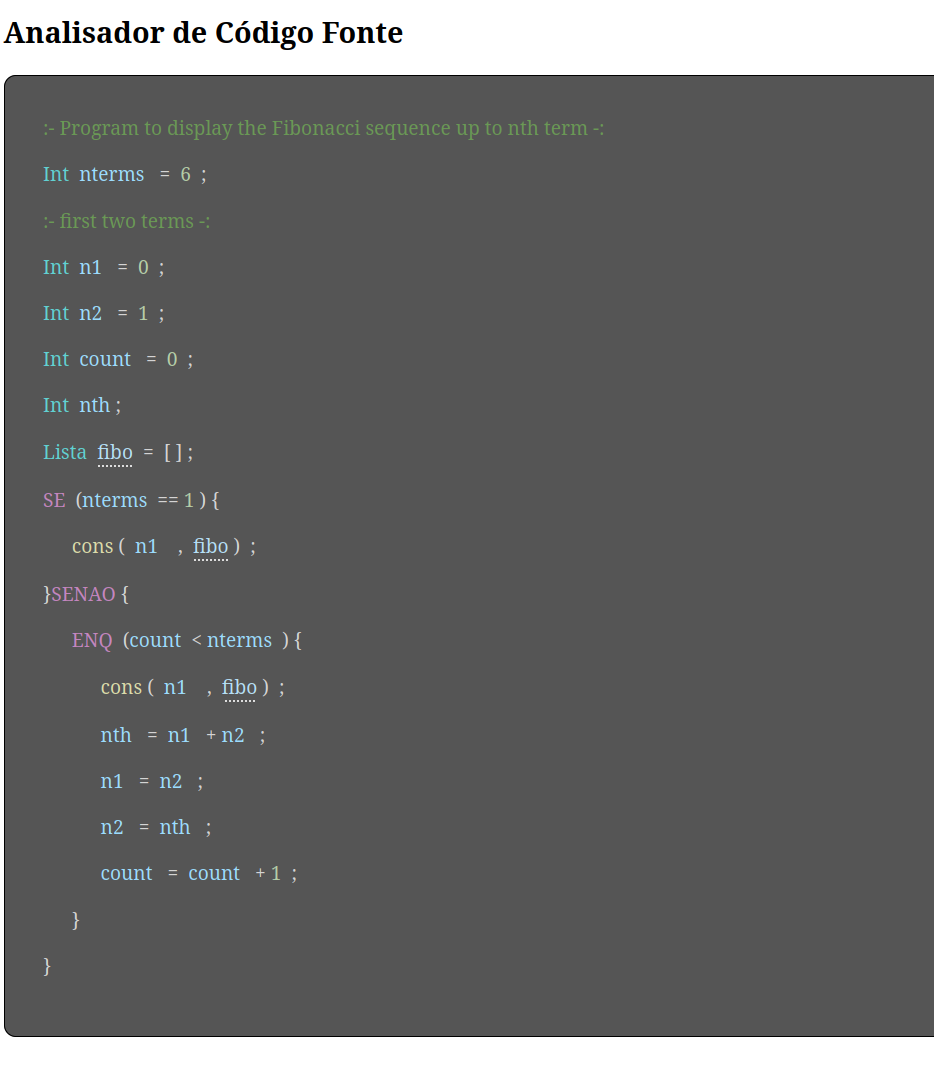 Analisador de Código Fonte
:- Program to display the Fibonacci sequence up to nth term -:
Int nterms = 6 ;
:- first two terms -:
Int n1 = 0 ;
Int n2 = 1 ;
Int count = 0 ;
Int nth ;
Lista fibo = [ ] ;
SE (nterms == 1 ) {
cons ( n1 , fibo ) ;
}SENAO {
ENQ (count < nterms ) {
cons ( n1 , fibo ) ;
nth = n1 + n2 ;
n1 = n2 ;
n2 = nth ;
count = count + 1 ;
}
}